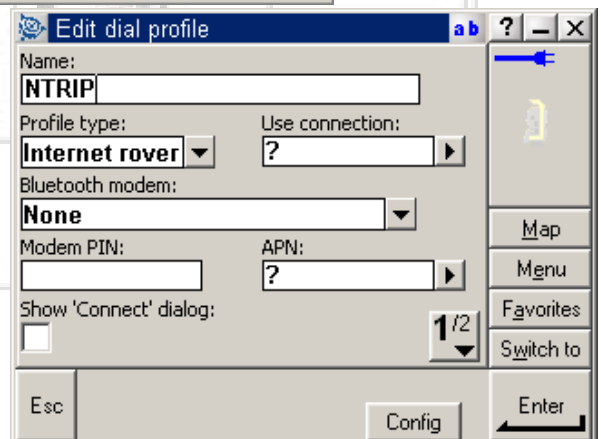 Edit dial profile ab ? – X
Name:
NTRIP
Profile type: Use connection:
Internet rover ?
Bluetooth modem:
None
Modem PIN: APN:
?
Show 'Connect' dialog:
1/2
Map
Menu
Favorites
Switch to
Esc Config Enter